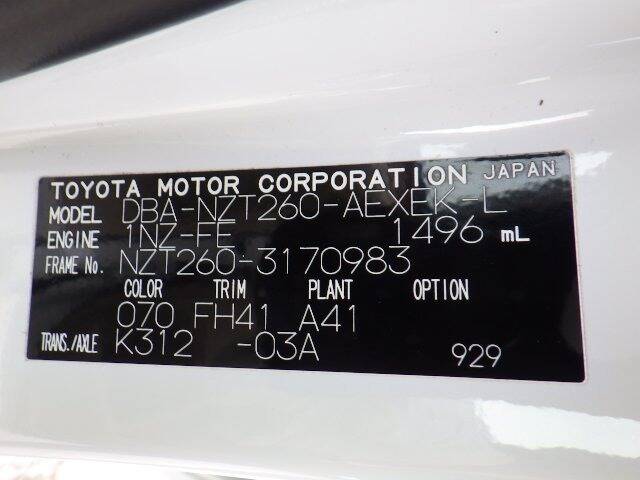 TOYOTA MOTOR CORPORATION JAPAN
MODEL DBA-NZT260-AEXEK-L
ENGINE 1NZ-FE 1496 mL
FRAME No. NZT260-3170983
COLOR TRIM PLANT OPTION
070 FH41 A41
TRANS./AXLE K312 -03A 929